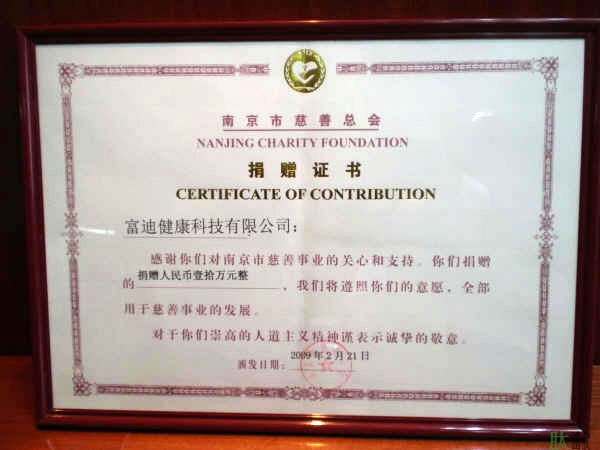 南京市慈善总会
NANJING CHARITY FOUNDATION
捐赠证书
CERTIFICATE OF CONTRIBUTION
富迪健康科技有限公司：
感谢你们对南京市慈善事业的关心和支持。你们捐赠
的捐赠人民币壹拾万元整，我们将遵照你们的意愿，全部
用于慈善事业的发展。
对于你们崇高的人道主义精神谨表示诚挚的敬意。
颁发日期：2009年2月21日